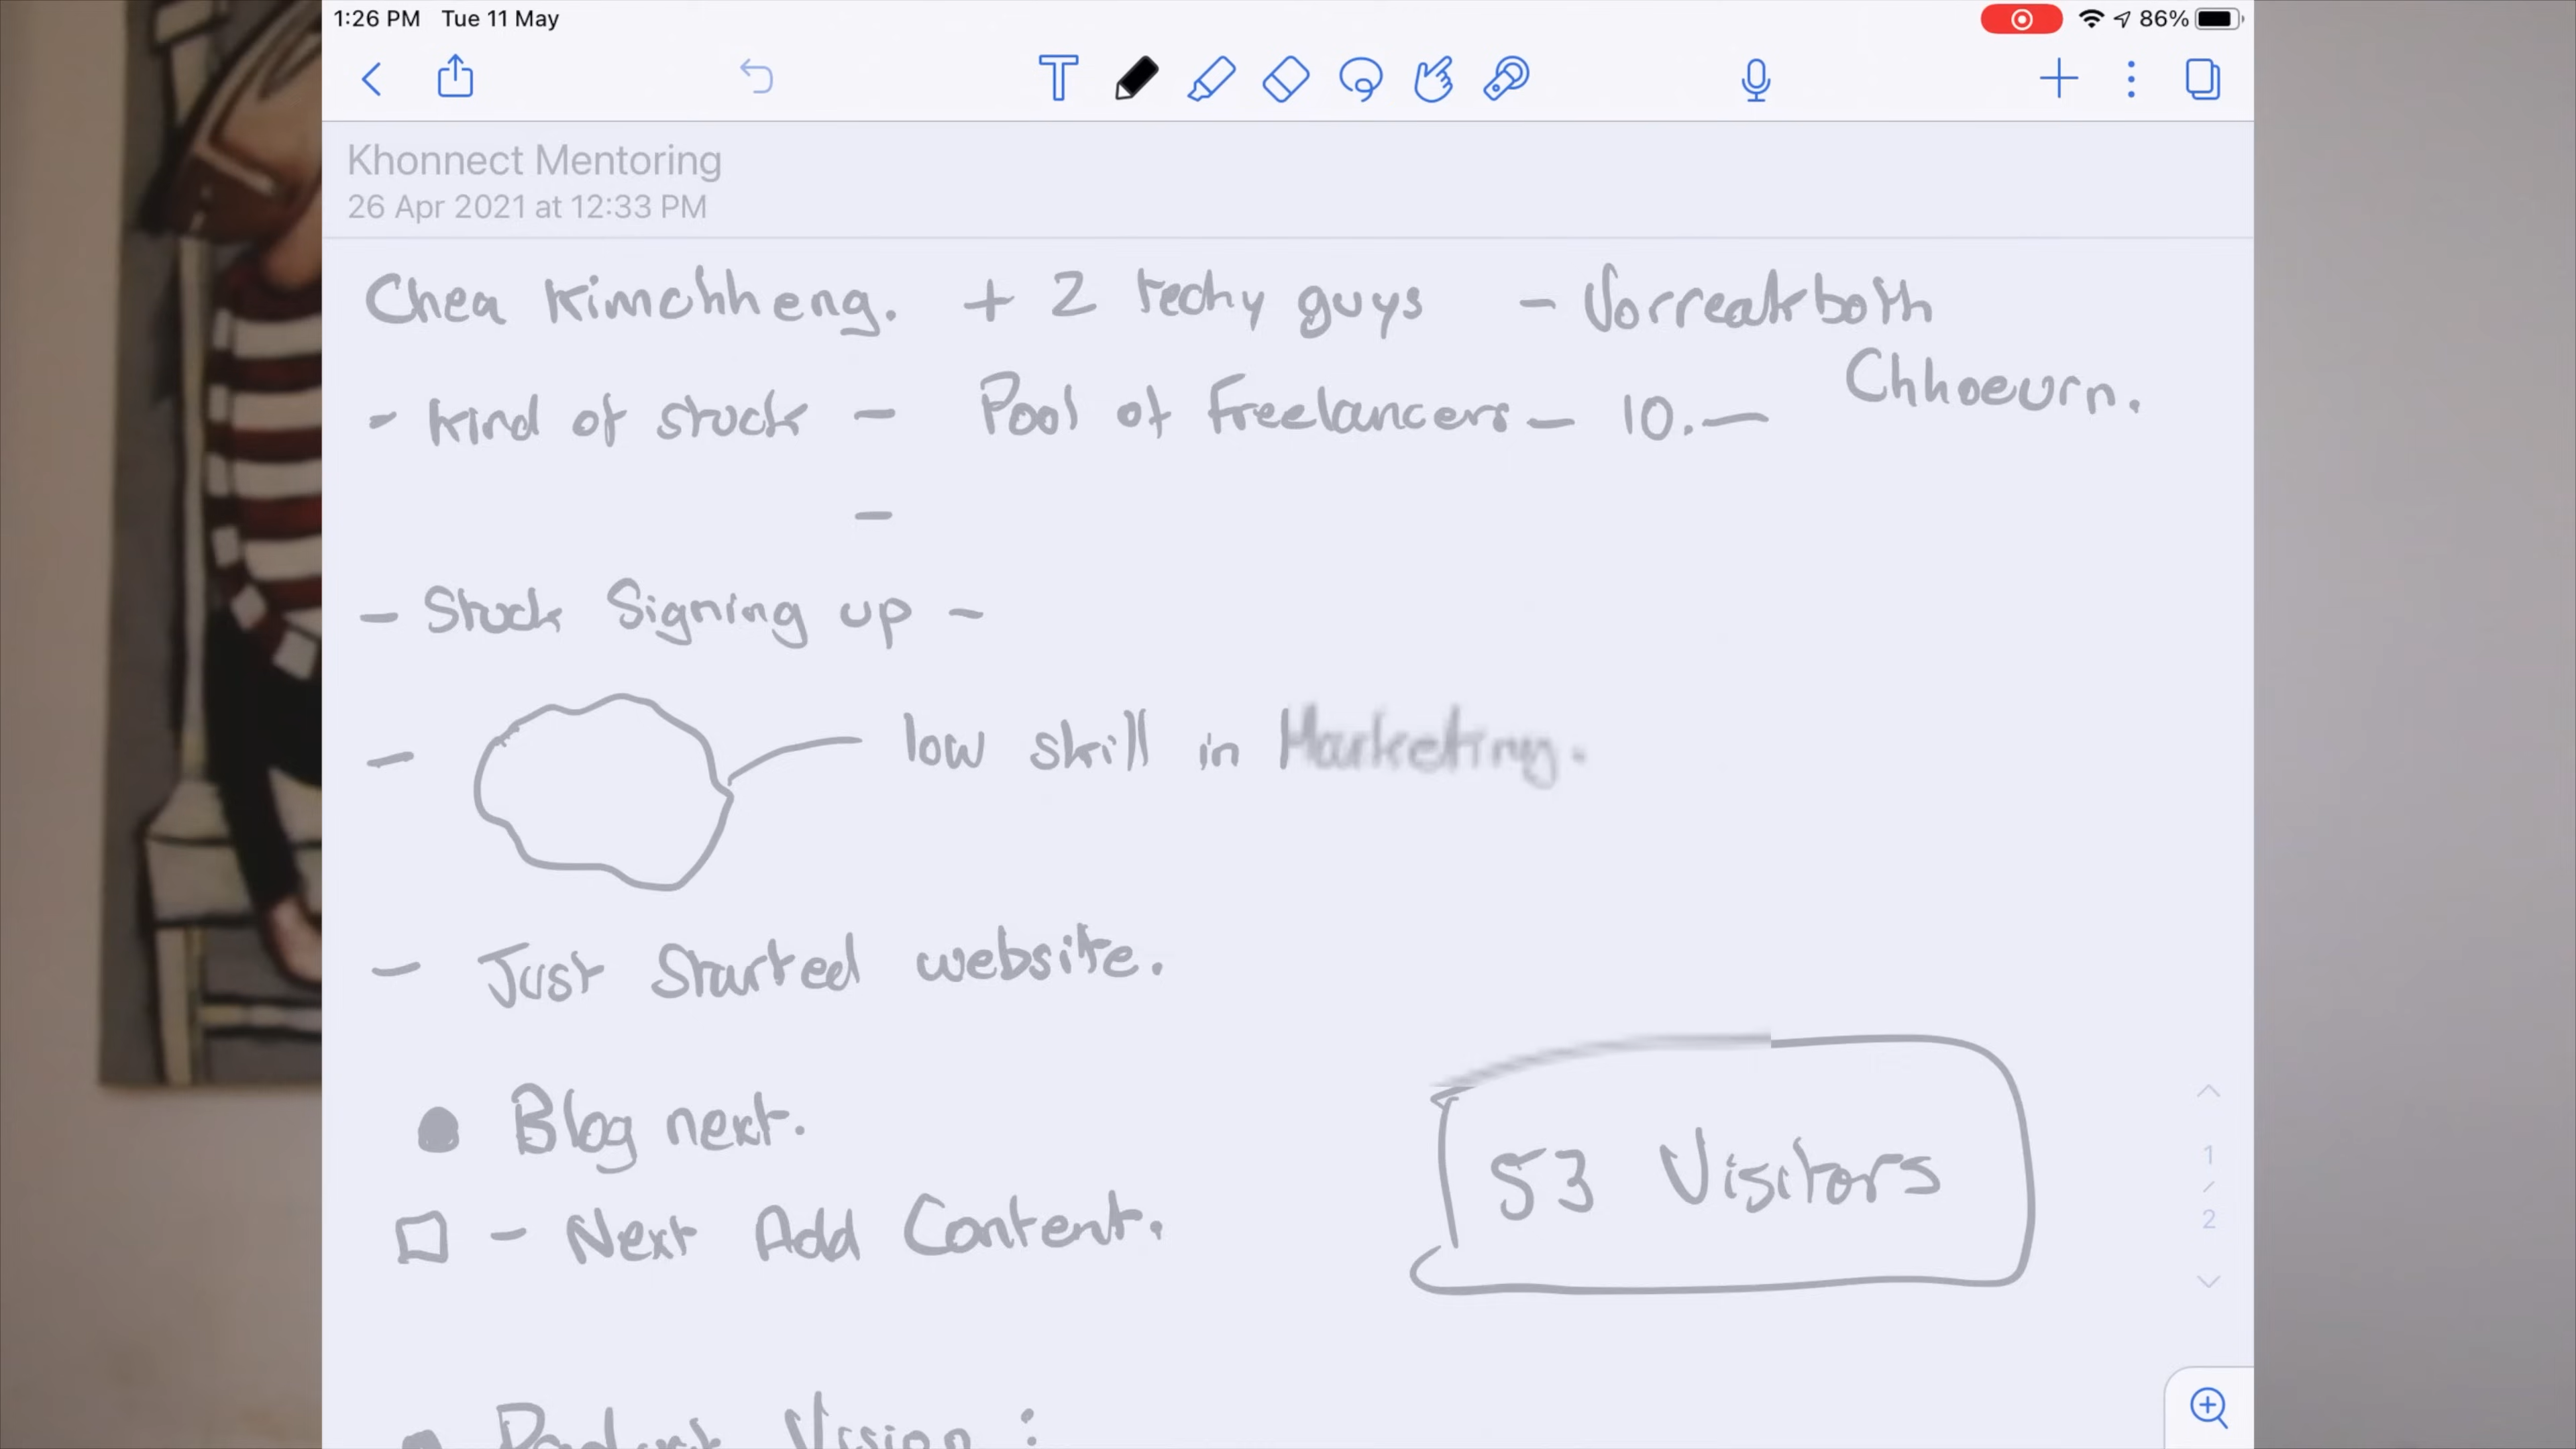 1:26 PM Tue 11 May 86%
Khonnect Mentoring
26 Apr 2021 at 12:33 PM
Chea Kimchheng. + 2 techy guys - Vorreakboth
Chhoeurn.
- Kind of stuck - Pool of Freelancers - 10. -
-
- Stuck Signing up -
- low skill in Marketing.
- Just Started website.
Blog next.
53 Visitors
- Next Add Content.
1 / 2
Product Vision :